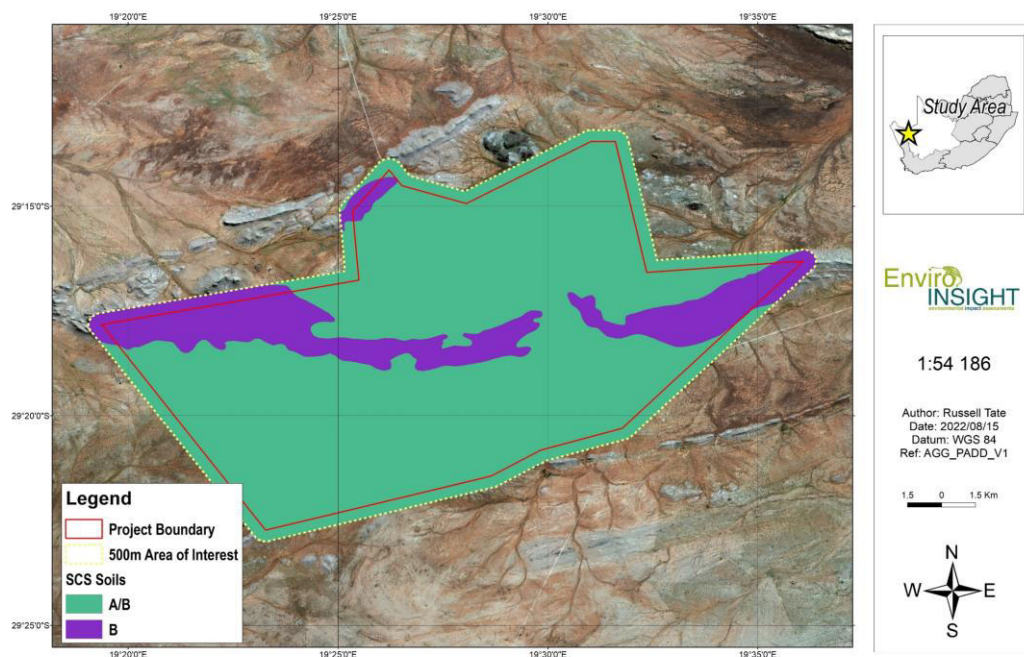 19°20'0"E 19°25'0"E 19°30'0"E 19°35'0"E
29°15'0"S
29°20'0"S
29°25'0"S
19°20'0"E 19°25'0"E 19°30'0"E 19°35'0"E
Legend
Project Boundary
500m Area of Interest
SCS Soils
A/B
B
Study Area
Enviro
INSIGHT
environmental impact assessments
1:54 186
Author: Russell Tate
Date: 2022/08/15
Datum: WGS 84
Ref: AGG_PADD_V1
1.5 0 1.5 Km
N
W E
S